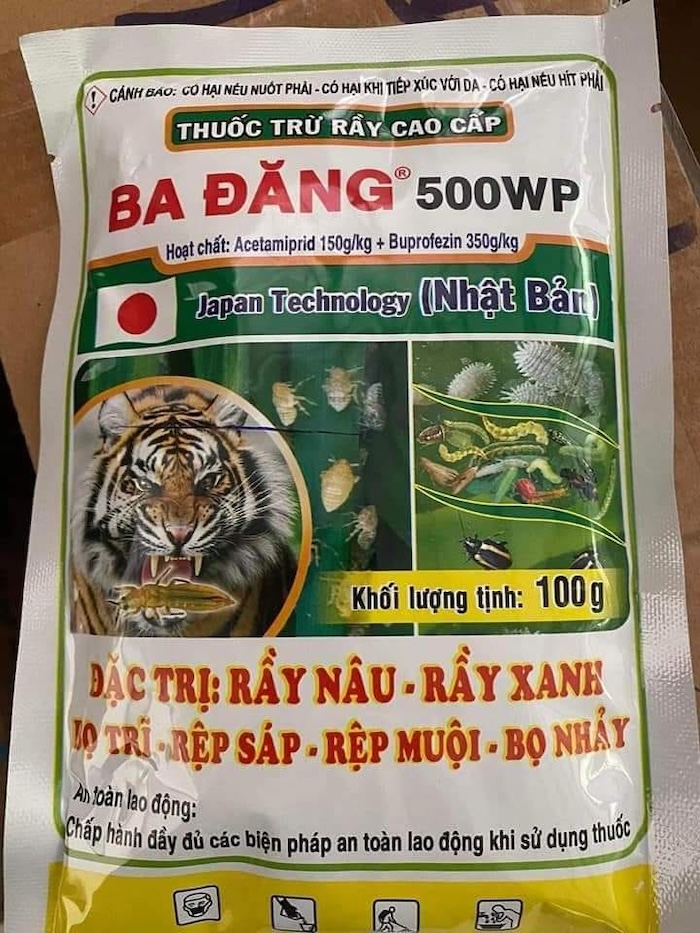 CẢNH BÁO: CÓ HẠI NẾU NUỐT PHẢI - CÓ HẠI KHI TIẾP XÚC VỚI DA - CÓ HẠI NẾU HÍT PHẢI
THUỐC TRỪ RẦY CAO CẤP
BA ĐĂNG® 500WP
Hoạt chất: Acetamiprid 150g/kg + Buprofezin 350g/kg
Japan Technology (Nhật Bản)
Khối lượng tịnh: 100g
ĐẶC TRỊ: RẦY NÂU - RẦY XANH
BỌ TRĨ - RỆP SÁP - RỆP MUỘI - BỌ NHẢY
An toàn lao động:
Chấp hành đầy đủ các biện pháp an toàn lao động khi sử dụng thuốc